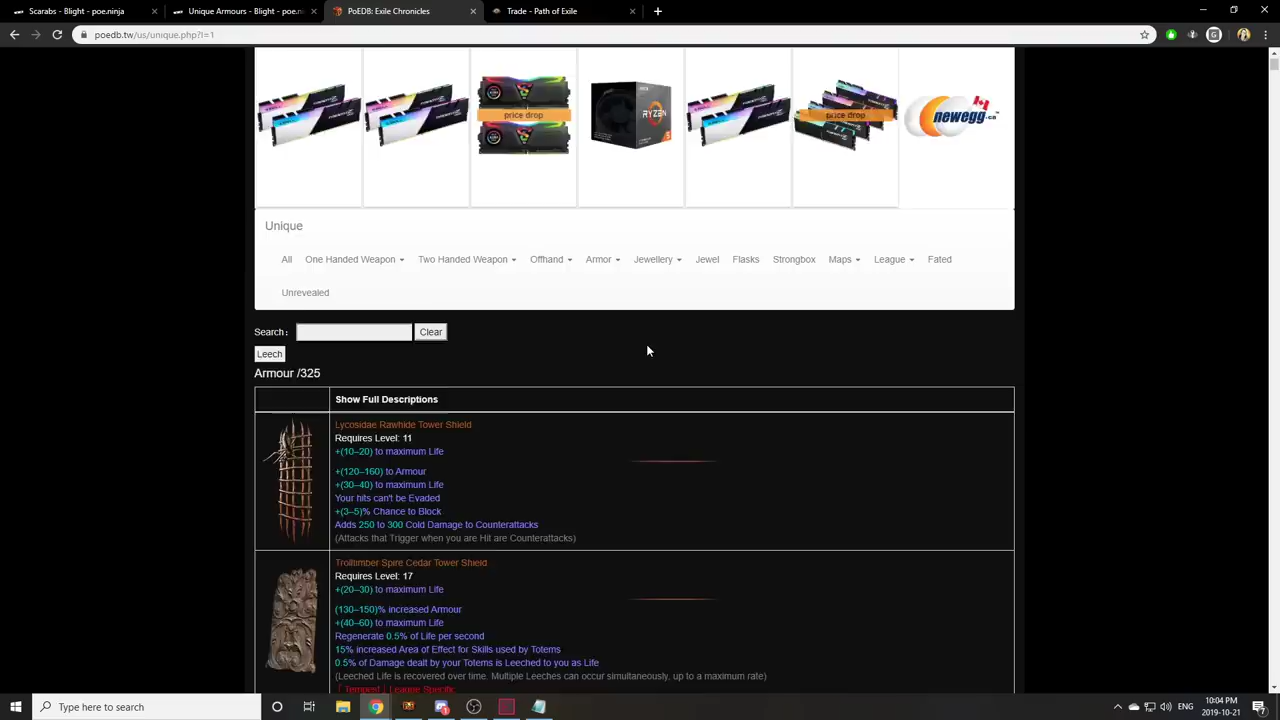 Scarabs - Blight - poe.ninja
Unique Armours - Blight - poe.n
PoEDB: Exile Chronicles
Trade - Path of Exile
poedb.tw/us/unique.php?l=1
price drop
RYZEN
5
price drop
newegg.ca
Unique
All One Handed Weapon Two Handed Weapon Offhand Armor Jewellery Jewel Flasks Strongbox Maps League Fated
Unrevealed
Search: Clear
Leech
Armour /325
Show Full Descriptions
Lycosidae Rawhide Tower Shield
Requires Level: 11
+(10–20) to maximum Life
+(120–160) to Armour
+(30–40) to maximum Life
Your hits can't be Evaded
+(3–5)% Chance to Block
Adds 250 to 300 Cold Damage to Counterattacks
(Attacks that Trigger when you are Hit are Counterattacks)
Trolltimber Spire Cedar Tower Shield
Requires Level: 17
+(20–30) to maximum Life
(130–150)% increased Armour
+(40–60) to maximum Life
Regenerate 0.5% of Life per second
15% increased Area of Effect for Skills used by Totems
0.5% of Damage dealt by your Totems is Leeched to you as Life
(Leeched Life is recovered over time. Multiple Leeches can occur simultaneously, up to a maximum rate)
[Tempest] League Specific
Type here to search
ENG
10:04 PM
2019-10-21